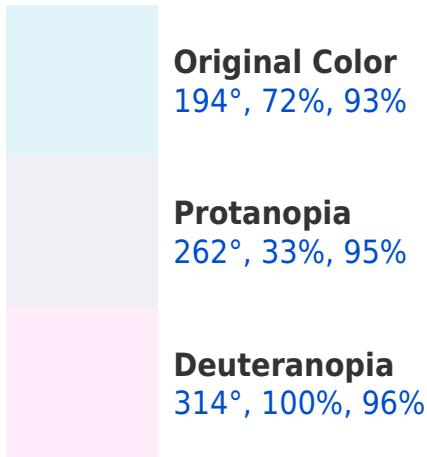 Original Color
194°, 72%, 93%
Protanopia
262°, 33%, 95%
Deuteranopia
314°, 100%, 96%